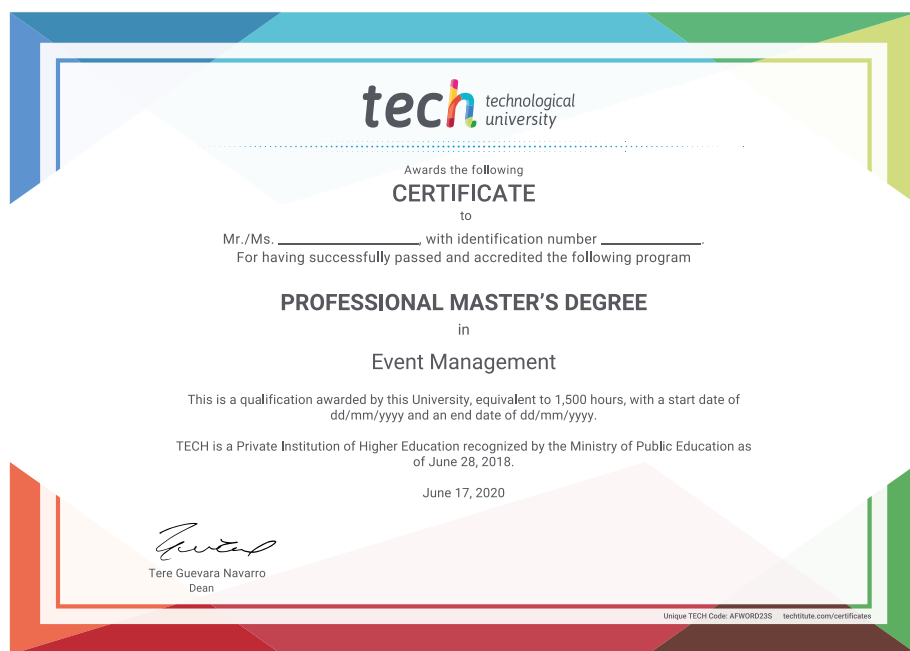 tech technological
university
Awards the following
CERTIFICATE
to
Mr./Ms. ________________, with identification number ____________.
For having successfully passed and accredited the following program
PROFESSIONAL MASTER'S DEGREE
in
Event Management
This is a qualification awarded by this University, equivalent to 1,500 hours, with a start date of
dd/mm/yyyy and an end date of dd/mm/yyyy.
TECH is a Private Institution of Higher Education recognized by the Ministry of Public Education as
of June 28, 2018.
June 17, 2020
Tere Guevara Navarro
Dean
Unique TECH Code: AFWORD23S techtitute.com/certificates